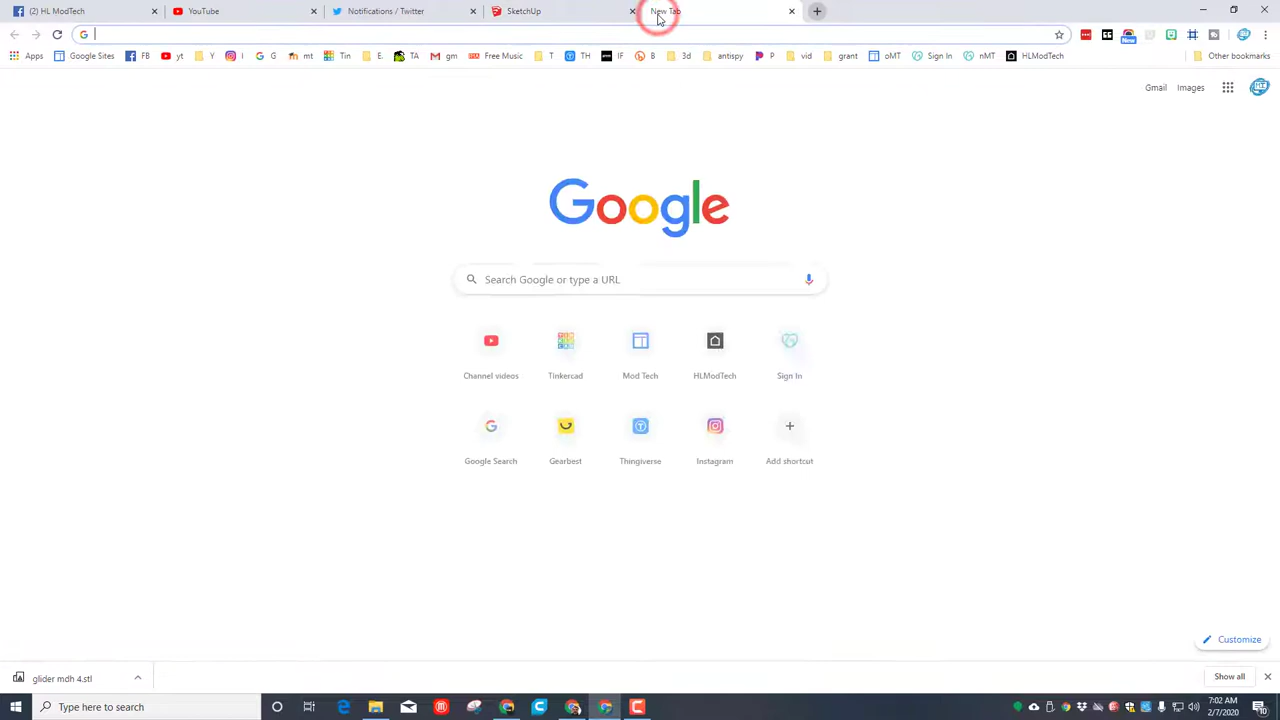 (2) HL ModTech YouTube Notifications / Twitter SketchUp New Tab
Apps Google Sites FB yt Y I G mt Tin E. TA gm Free Music T TH IF B 3d antispy P vid grant oMT Sign In nMT HLModTech Other bookmarks
New
Gmail Images
Google
Search Google or type a URL
Channel videos Tinkercad Mod Tech HLModTech Sign In
Google Search Gearbest Thingiverse Instagram Add shortcut
Customize
glider mdh 4.stl Show all
Type here to search
7:02 AM
2/7/2020